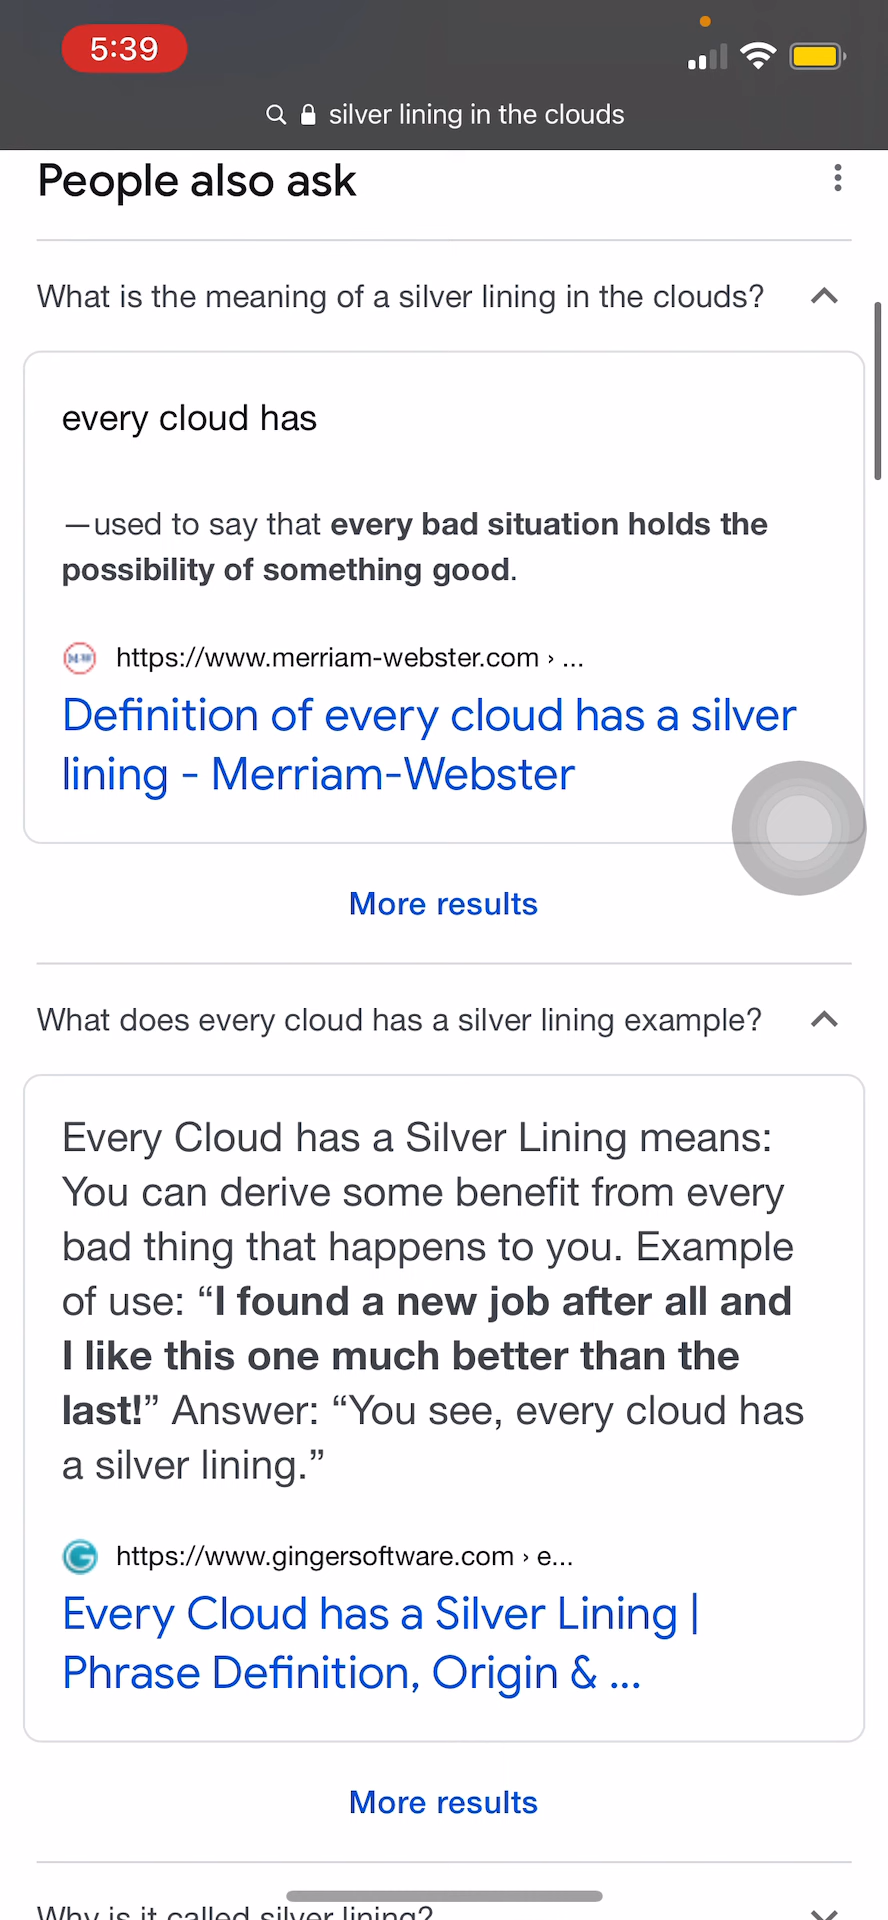 5:39
silver lining in the clouds
People also ask
What is the meaning of a silver lining in the clouds?
every cloud has
—used to say that every bad situation holds the
possibility of something good.
https://www.merriam-webster.com › ...
Definition of every cloud has a silver
lining - Merriam-Webster
More results
What does every cloud has a silver lining example?
Every Cloud has a Silver Lining means:
You can derive some benefit from every
bad thing that happens to you. Example
of use: “I found a new job after all and
I like this one much better than the
last!” Answer: “You see, every cloud has
a silver lining.”
https://www.gingersoftware.com › e...
Every Cloud has a Silver Lining |
Phrase Definition, Origin & ...
More results
Why is it called silver lining?